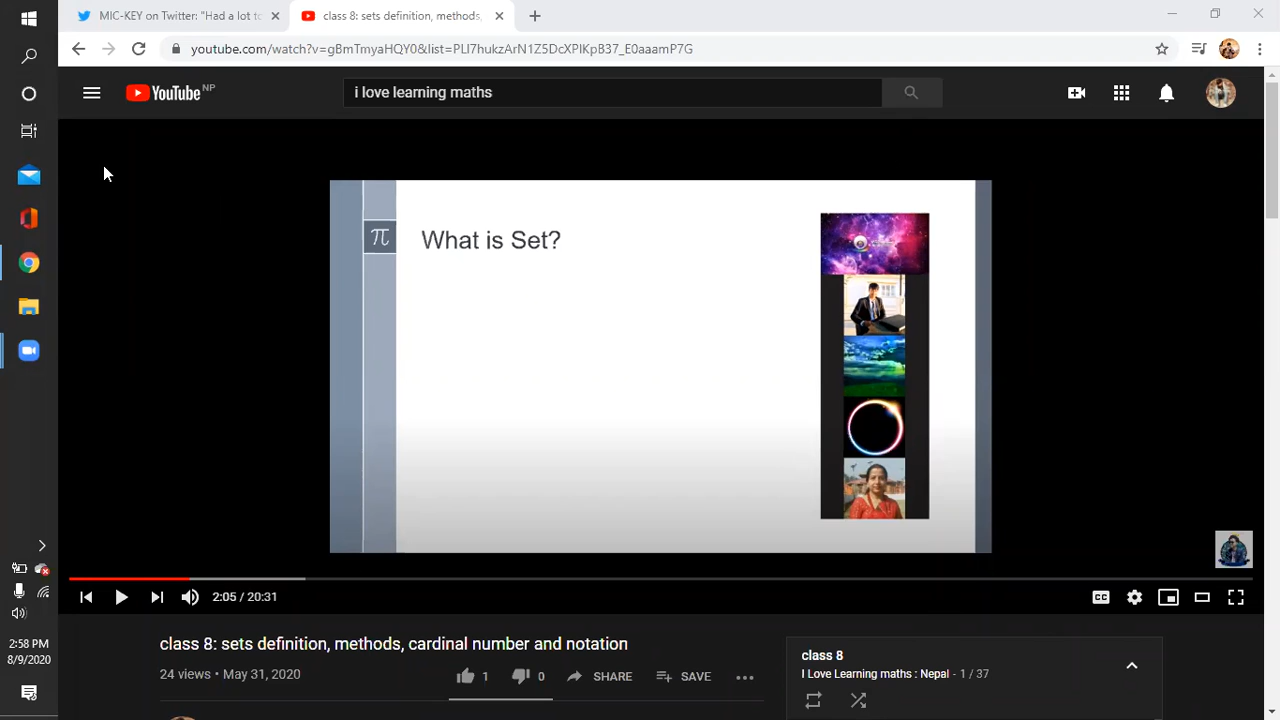 MIC-KEY on Twitter: "Had a lot to
class 8: sets definition, methods,
youtube.com/watch?v=gBmTmyaHQY0&list=PLI7hukzArN1Z5DcXPIKpB37_E0aaamP7G
YouTube NP
i love learning maths
π What is Set?
2:05 / 20:31
CC
class 8: sets definition, methods, cardinal number and notation
24 views • May 31, 2020
1
0
SHARE
SAVE
class 8
I Love Learning maths : Nepal - 1 / 37
2:58 PM
8/9/2020